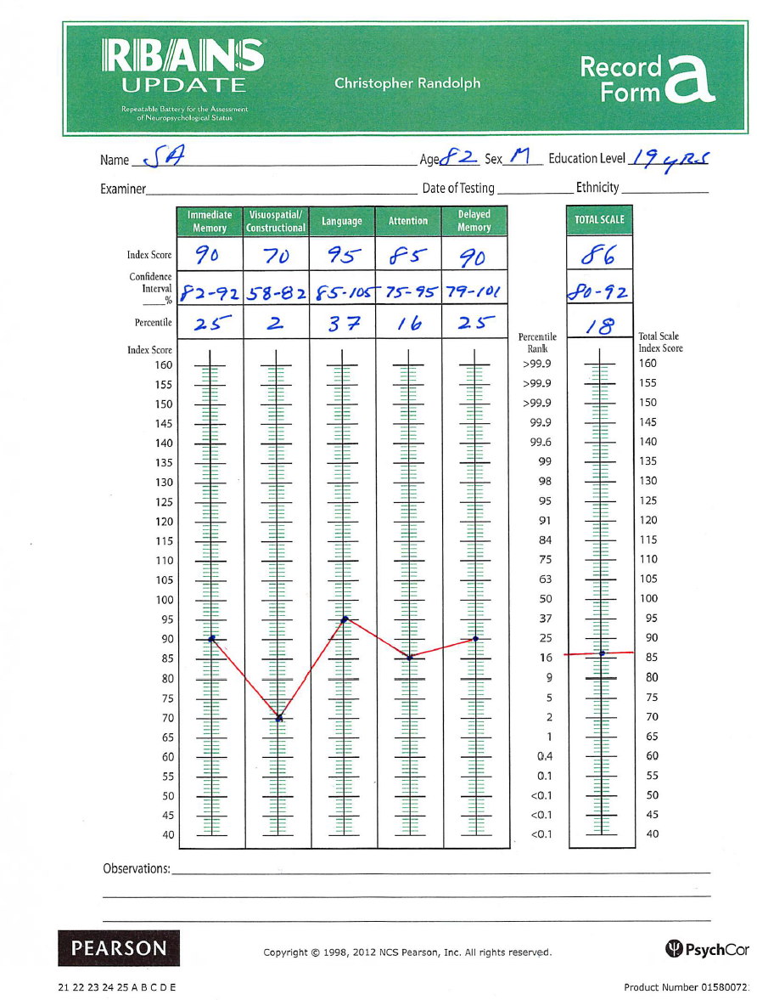 RBANS
UPDATE
Repeatable Battery for the Assessment
of Neuropsychological Status
Christopher Randolph
Record
Form a
Name SA Age 82 Sex M Education Level 19 yRS
Examiner Date of Testing Ethnicity
Immediate Memory Visuospatial/ Constructional Language Attention Delayed Memory TOTAL SCALE
Index Score 90 70 95 85 90 86
Confidence Interval % 82-92 58-82 85-105 75-95 79-101 80-92
Percentile 25 2 37 16 25 18
Index Score Percentile Rank Total Scale Index Score
160 >99.9 160
155 >99.9 155
150 >99.9 150
145 99.9 145
140 99.6 140
135 99 135
130 98 130
125 95 125
120 91 120
115 84 115
110 75 110
105 63 105
100 50 100
95 37 95
90 25 90
85 16 85
80 9 80
75 5 75
70 2 70
65 1 65
60 0.4 60
55 0.1 55
50 <0.1 50
45 <0.1 45
40 <0.1 40
Observations:
PEARSON
Copyright © 1998, 2012 NCS Pearson, Inc. All rights reserved.
PsychCor
21 22 23 24 25 A B C D E
Product Number 01580072